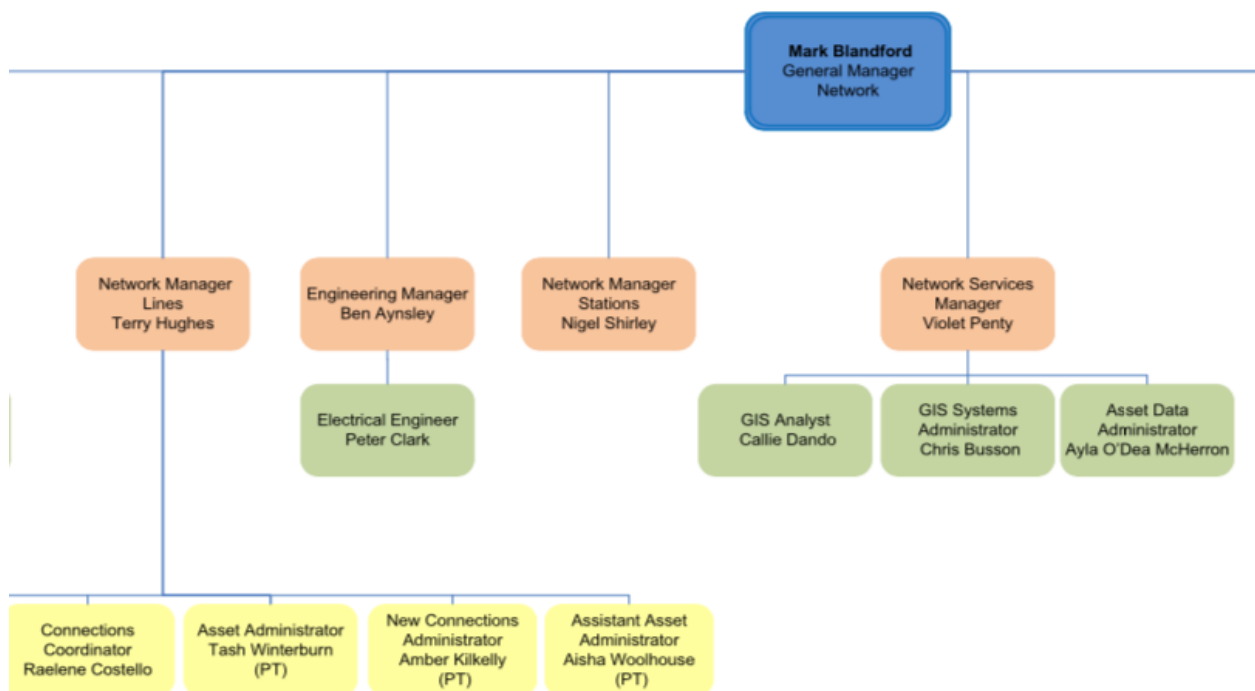 Mark Blandford
General Manager
Network
Network Manager
Lines
Terry Hughes
Engineering Manager
Ben Aynsley
Network Manager
Stations
Nigel Shirley
Network Services
Manager
Violet Penty
Electrical Engineer
Peter Clark
GIS Analyst
Callie Dando
GIS Systems
Administrator
Chris Busson
Asset Data
Administrator
Ayla O'Dea McHerron
Connections
Coordinator
Raelene Costello
Asset Administrator
Tash Winterburn
(PT)
New Connections
Administrator
Amber Kilkelly
(PT)
Assistant Asset
Administrator
Aisha Woolhouse
(PT)